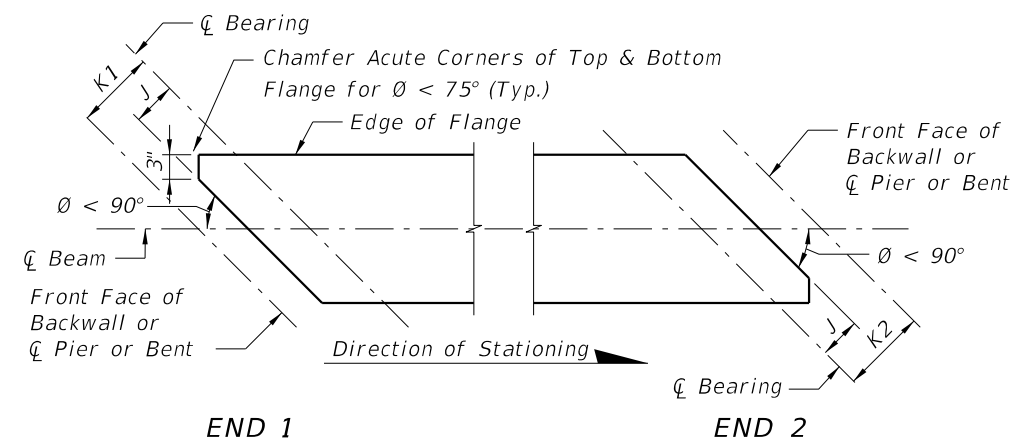 ℄ Bearing
Chamfer Acute Corners of Top & Bottom
Flange for Ø < 75° (Typ.)
K1
J
Edge of Flange
3"
Front Face of
Backwall or
℄ Pier or Bent
Ø < 90°
℄ Beam
Ø < 90°
Front Face of
Backwall or
℄ Pier or Bent
Direction of Stationing
J
K2
℄ Bearing
END 1
END 2